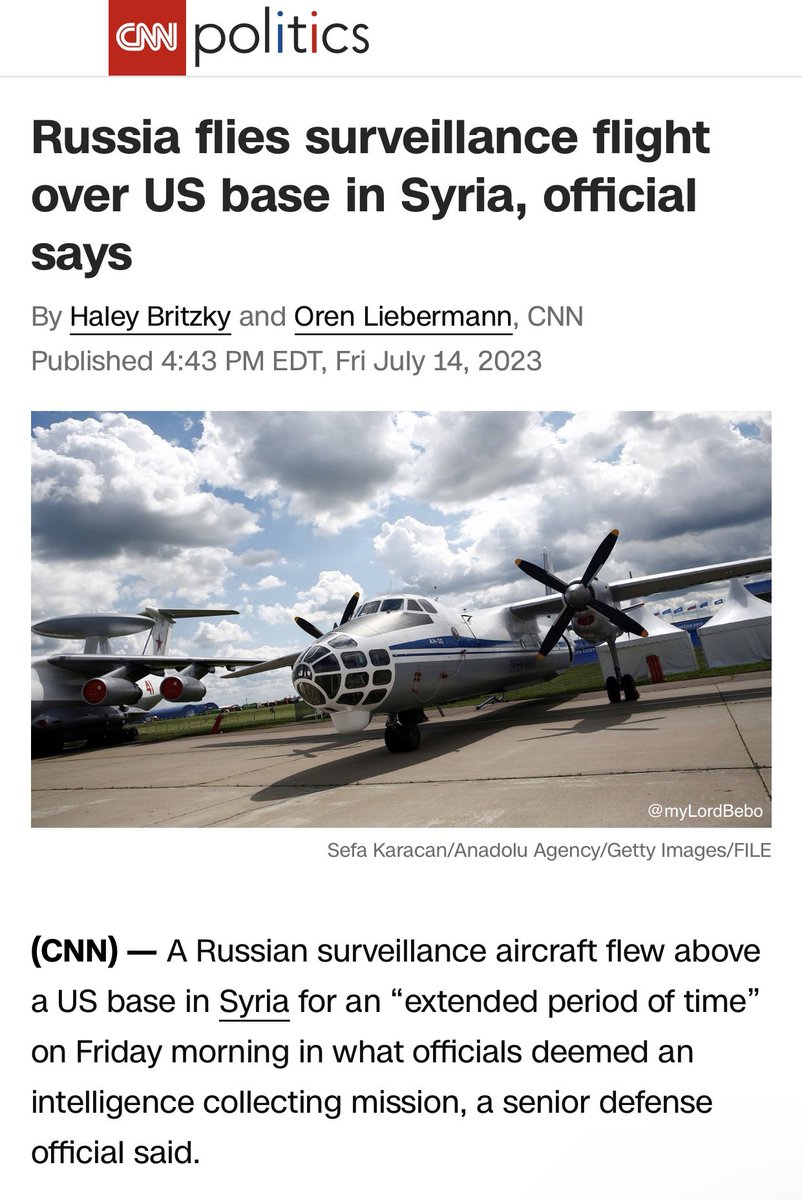 CNN politics
Russia flies surveillance flight
over US base in Syria, official
says
By Haley Britzky and Oren Liebermann, CNN
Published 4:43 PM EDT, Fri July 14, 2023
АН-30
@myLordBebo
Sefa Karacan/Anadolu Agency/Getty Images/FILE
(CNN) — A Russian surveillance aircraft flew above
a US base in Syria for an “extended period of time”
on Friday morning in what officials deemed an
intelligence collecting mission, a senior defense
official said.